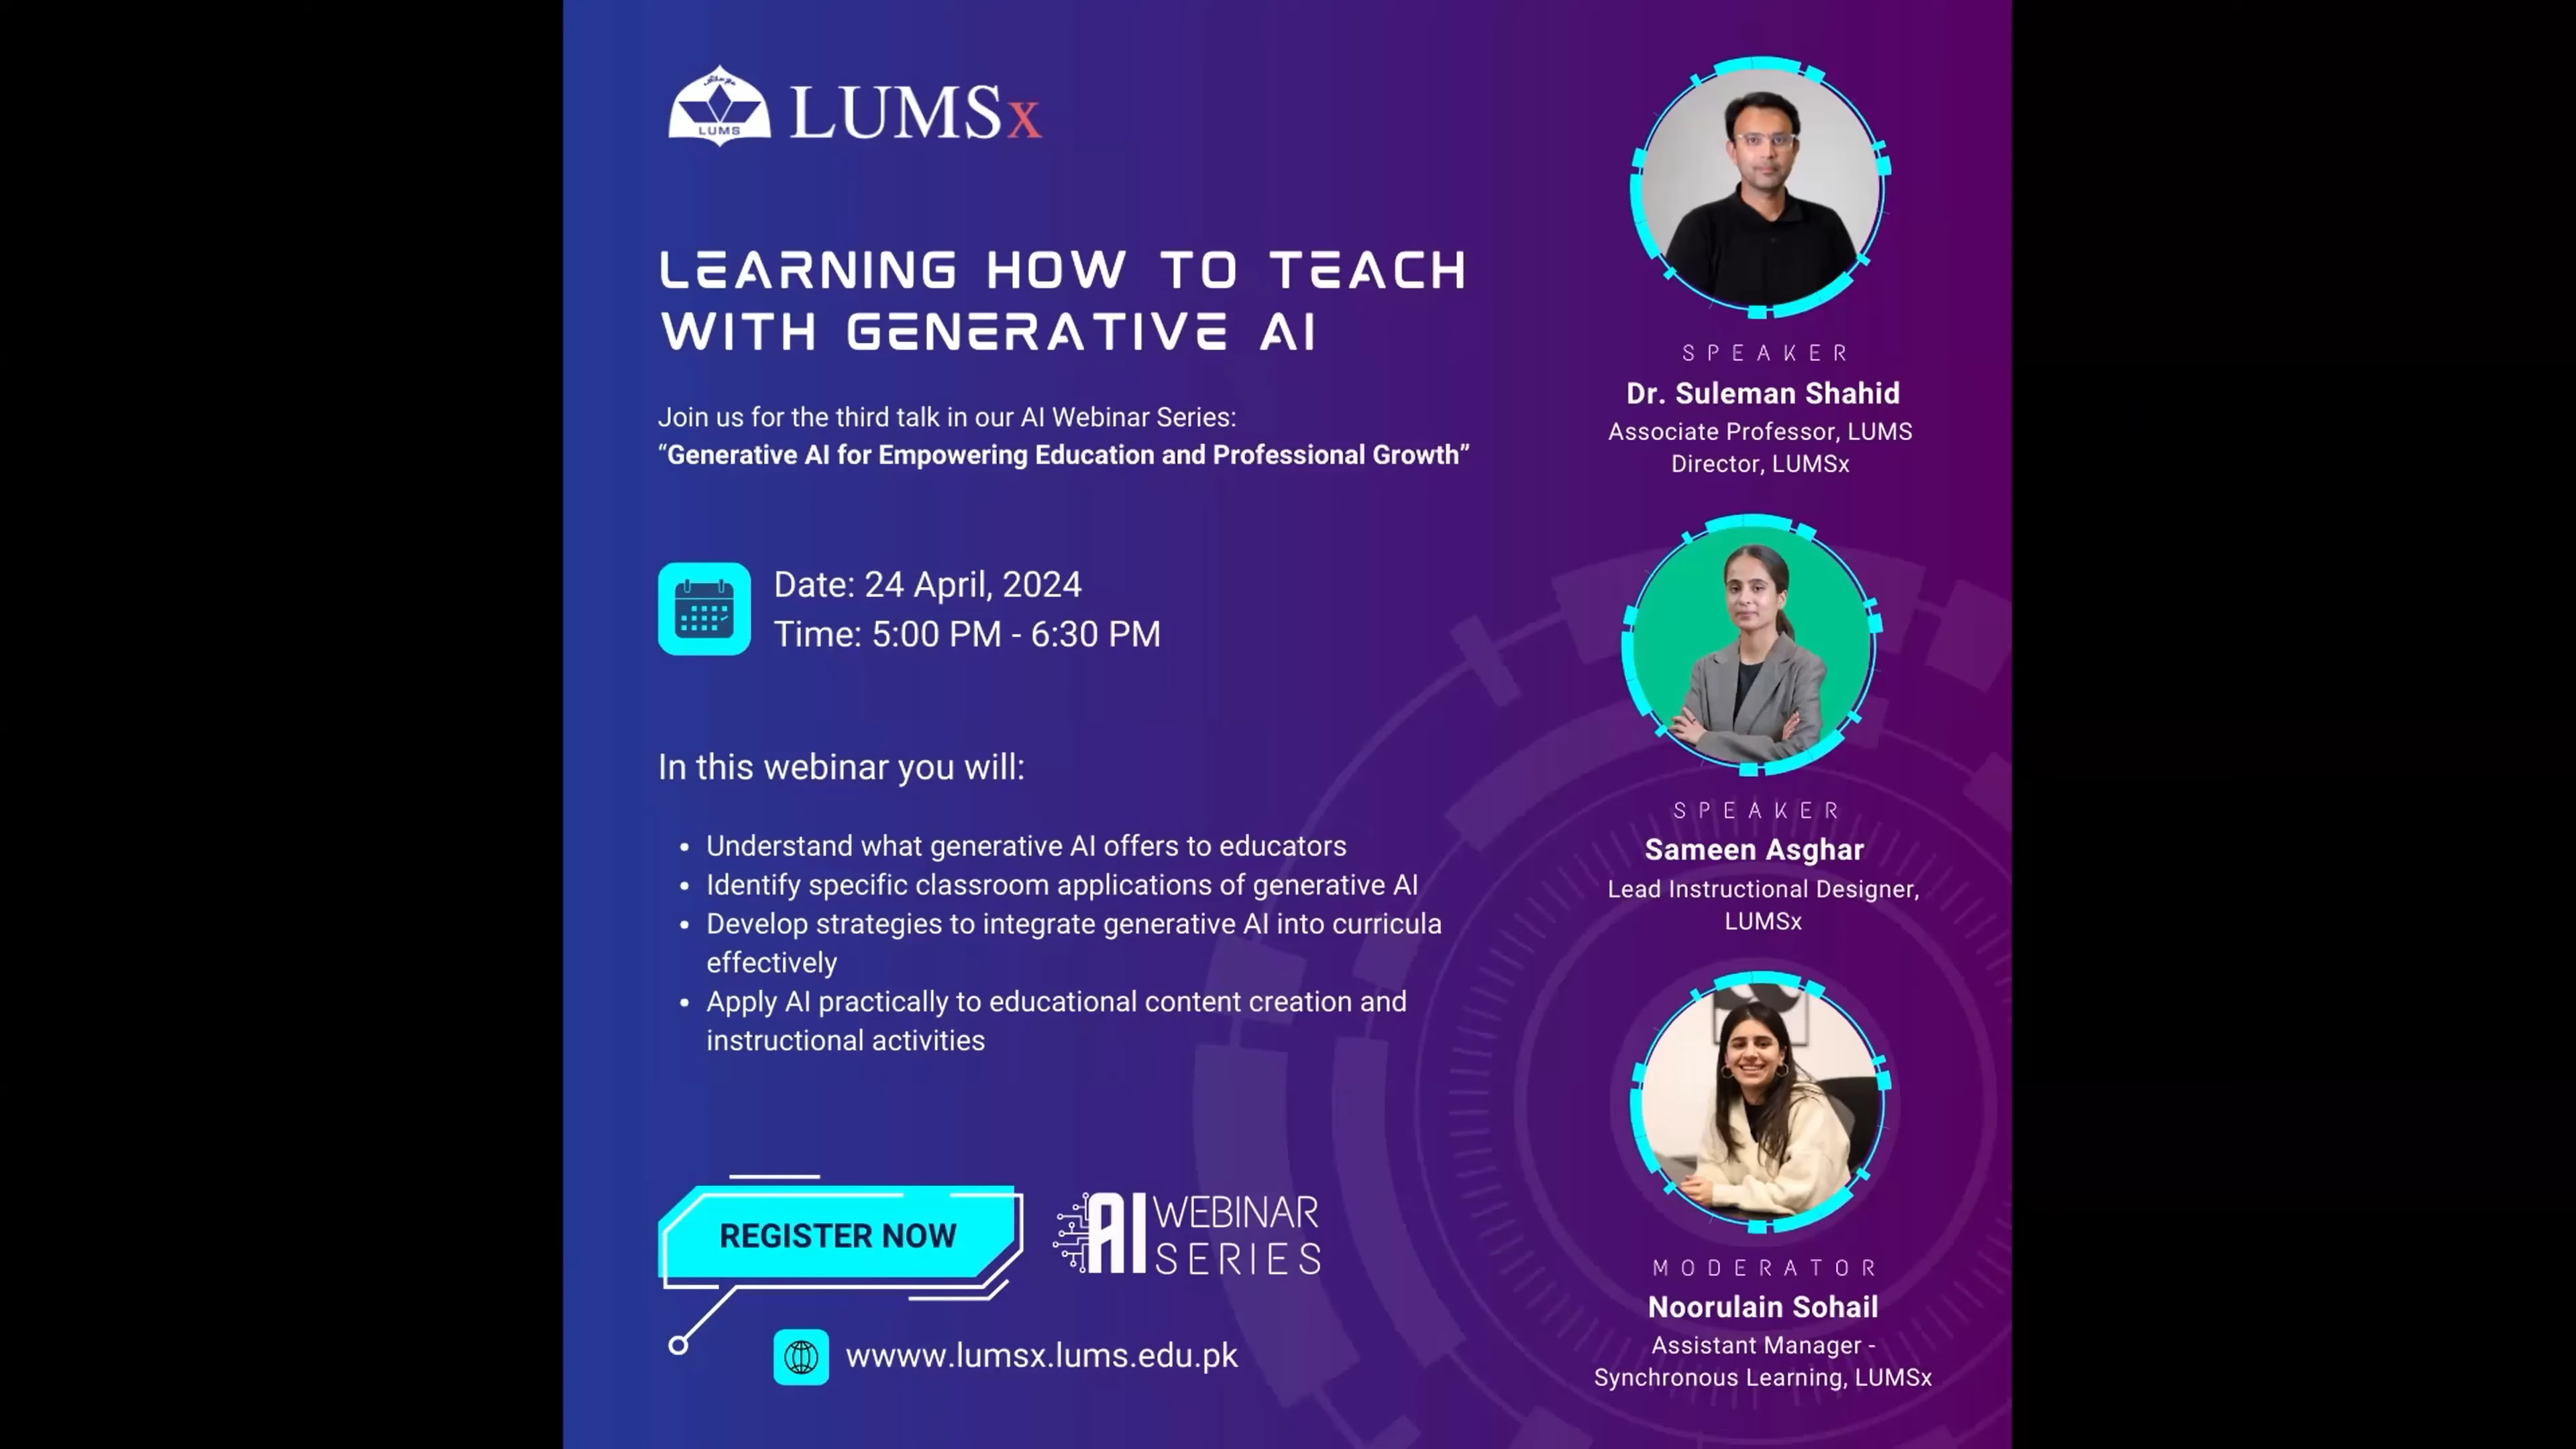 LUMS
LUMSx
LEARNING HOW TO TEACH
WITH GENERATIVE AI
Join us for the third talk in our AI Webinar Series:
“Generative AI for Empowering Education and Professional Growth”
Date: 24 April, 2024
Time: 5:00 PM - 6:30 PM
In this webinar you will:
• Understand what generative AI offers to educators
• Identify specific classroom applications of generative AI
• Develop strategies to integrate generative AI into curricula
effectively
• Apply AI practically to educational content creation and
instructional activities
REGISTER NOW
AI WEBINAR
SERIES
wwww.lumsx.lums.edu.pk
SPEAKER
Dr. Suleman Shahid
Associate Professor, LUMS
Director, LUMSx
SPEAKER
Sameen Asghar
Lead Instructional Designer,
LUMSx
MODERATOR
Noorulain Sohail
Assistant Manager -
Synchronous Learning, LUMSx